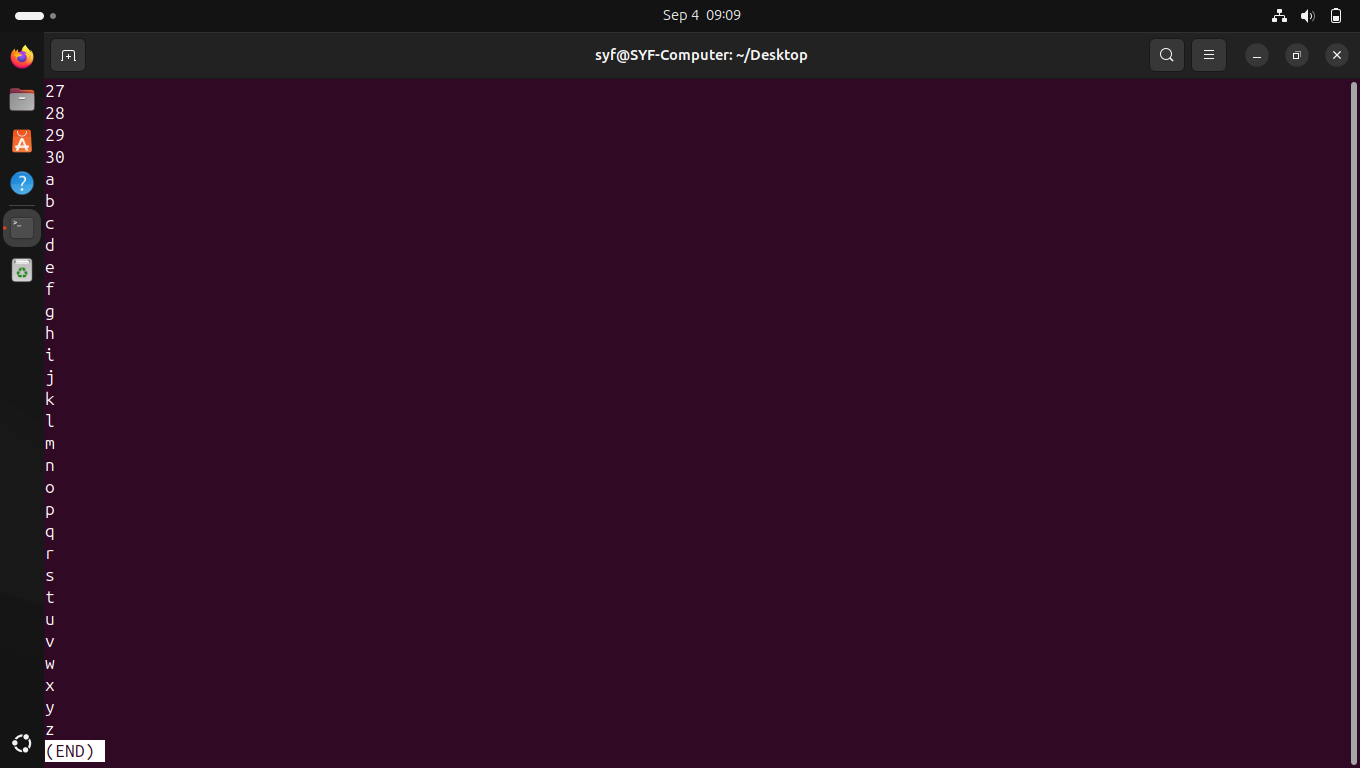 Sep 4 09:09
syf@SYF-Computer: ~/Desktop
27
28
29
30
a
b
c
d
e
f
g
h
i
j
k
l
m
n
o
p
q
r
s
t
u
v
w
x
y
z
(END)